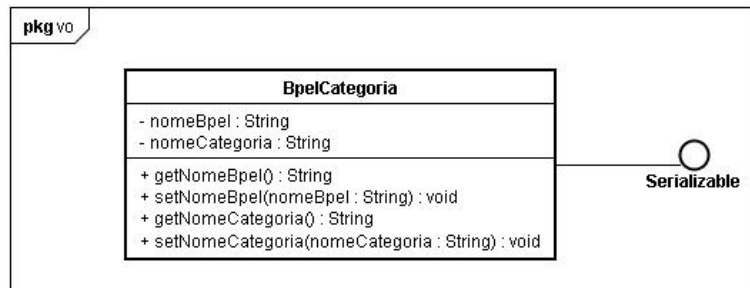 pkg vo
BpelCategoria
- nomeBpel : String
- nomeCategoria : String
+ getNomeBpel() : String
+ setNomeBpel(nomeBpel : String) : void
+ getNomeCategoria() : String
+ setNomeCategoria(nomeCategoria : String) : void
Serializable